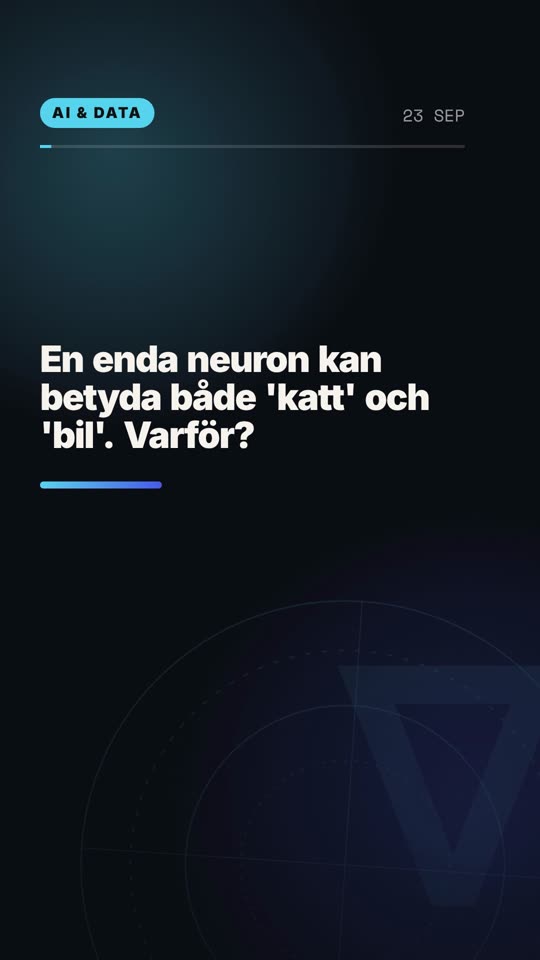 AI & DATA
23 SEP
En enda neuron kan
betyda både 'katt' och
'bil'. Varför?